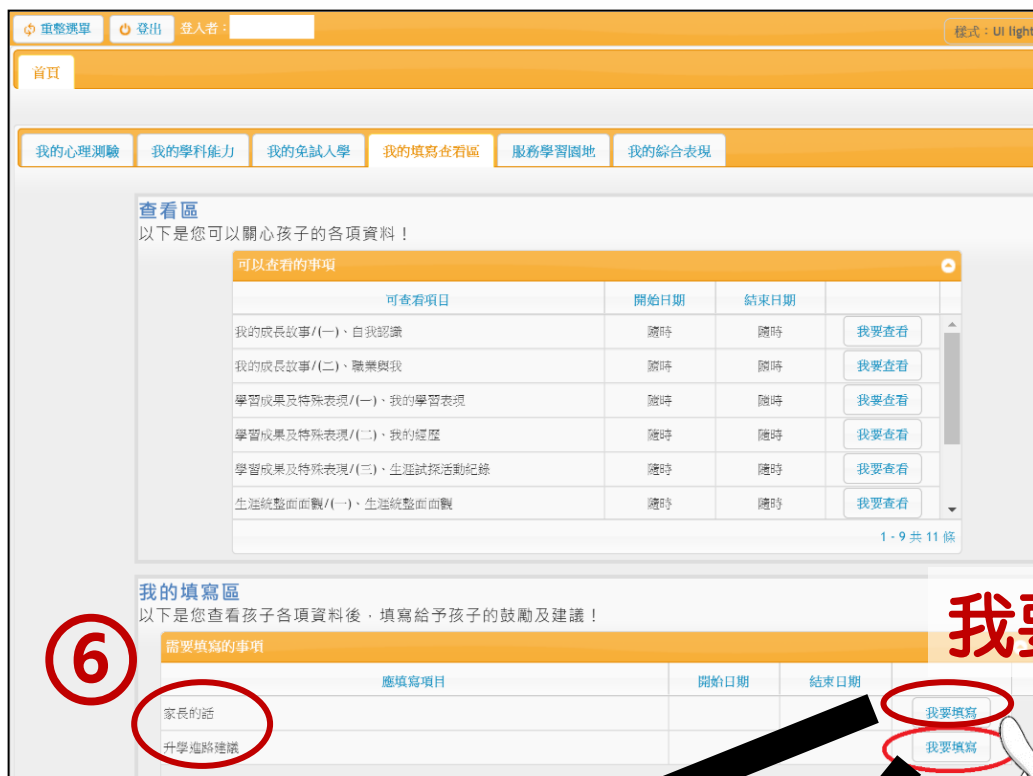 重整選單 登出 登入者：
樣式：UI light
首頁
我的心理測驗 我的學科能力 我的免試入學 我的填寫查看區 服務學習園地 我的綜合表現
查看區
以下是您可以關心孩子的各項資料！
可以查看的事項
可查看項目 開始日期 結束日期
我的成長故事/(一)、自我認識 隨時 隨時 我要查看
我的成長故事/(二)、職業與我 隨時 隨時 我要查看
學習成果及特殊表現/(一)、我的學習表現 隨時 隨時 我要查看
學習成果及特殊表現/(二)、我的經歷 隨時 隨時 我要查看
學習成果及特殊表現/(三)、生涯試探活動紀錄 隨時 隨時 我要查看
生涯統整面面觀/(一)、生涯統整面面觀 隨時 隨時 我要查看
1 - 9 共 11 條
我的填寫區
以下是您查看孩子各項資料後，填寫給予孩子的鼓勵及建議！
我要
⑥
需要填寫的事項
應填寫項目 開始日期 結束日期
家長的話 我要填寫
升學進路建議 我要填寫